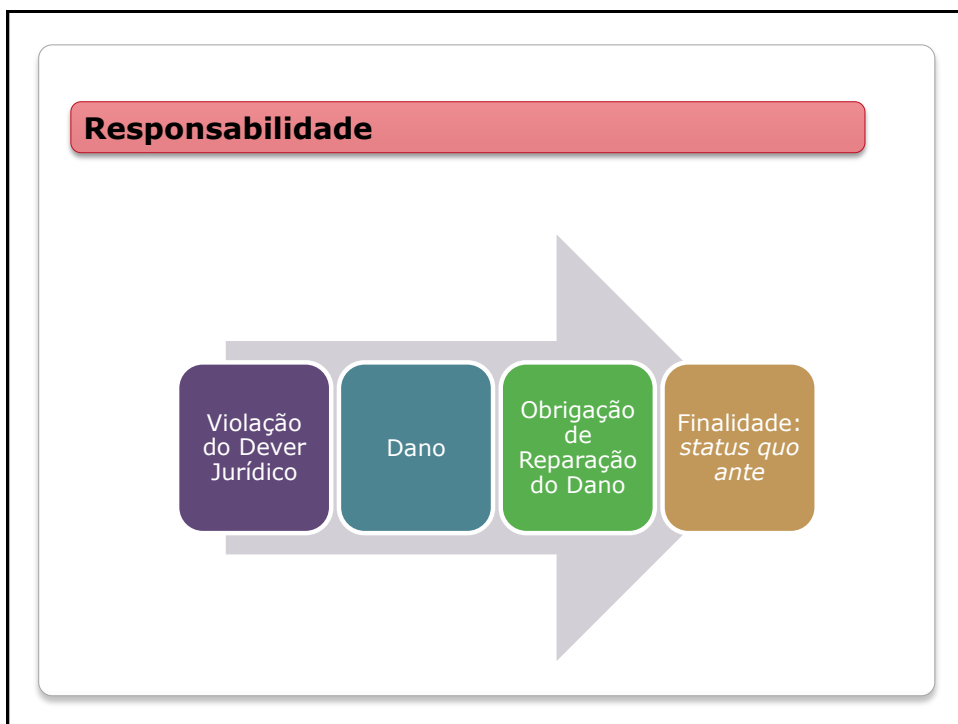 Responsabilidade
Violação
do Dever
Jurídico
Dano
Obrigação
de
Reparação
do Dano
Finalidade:
status quo
ante